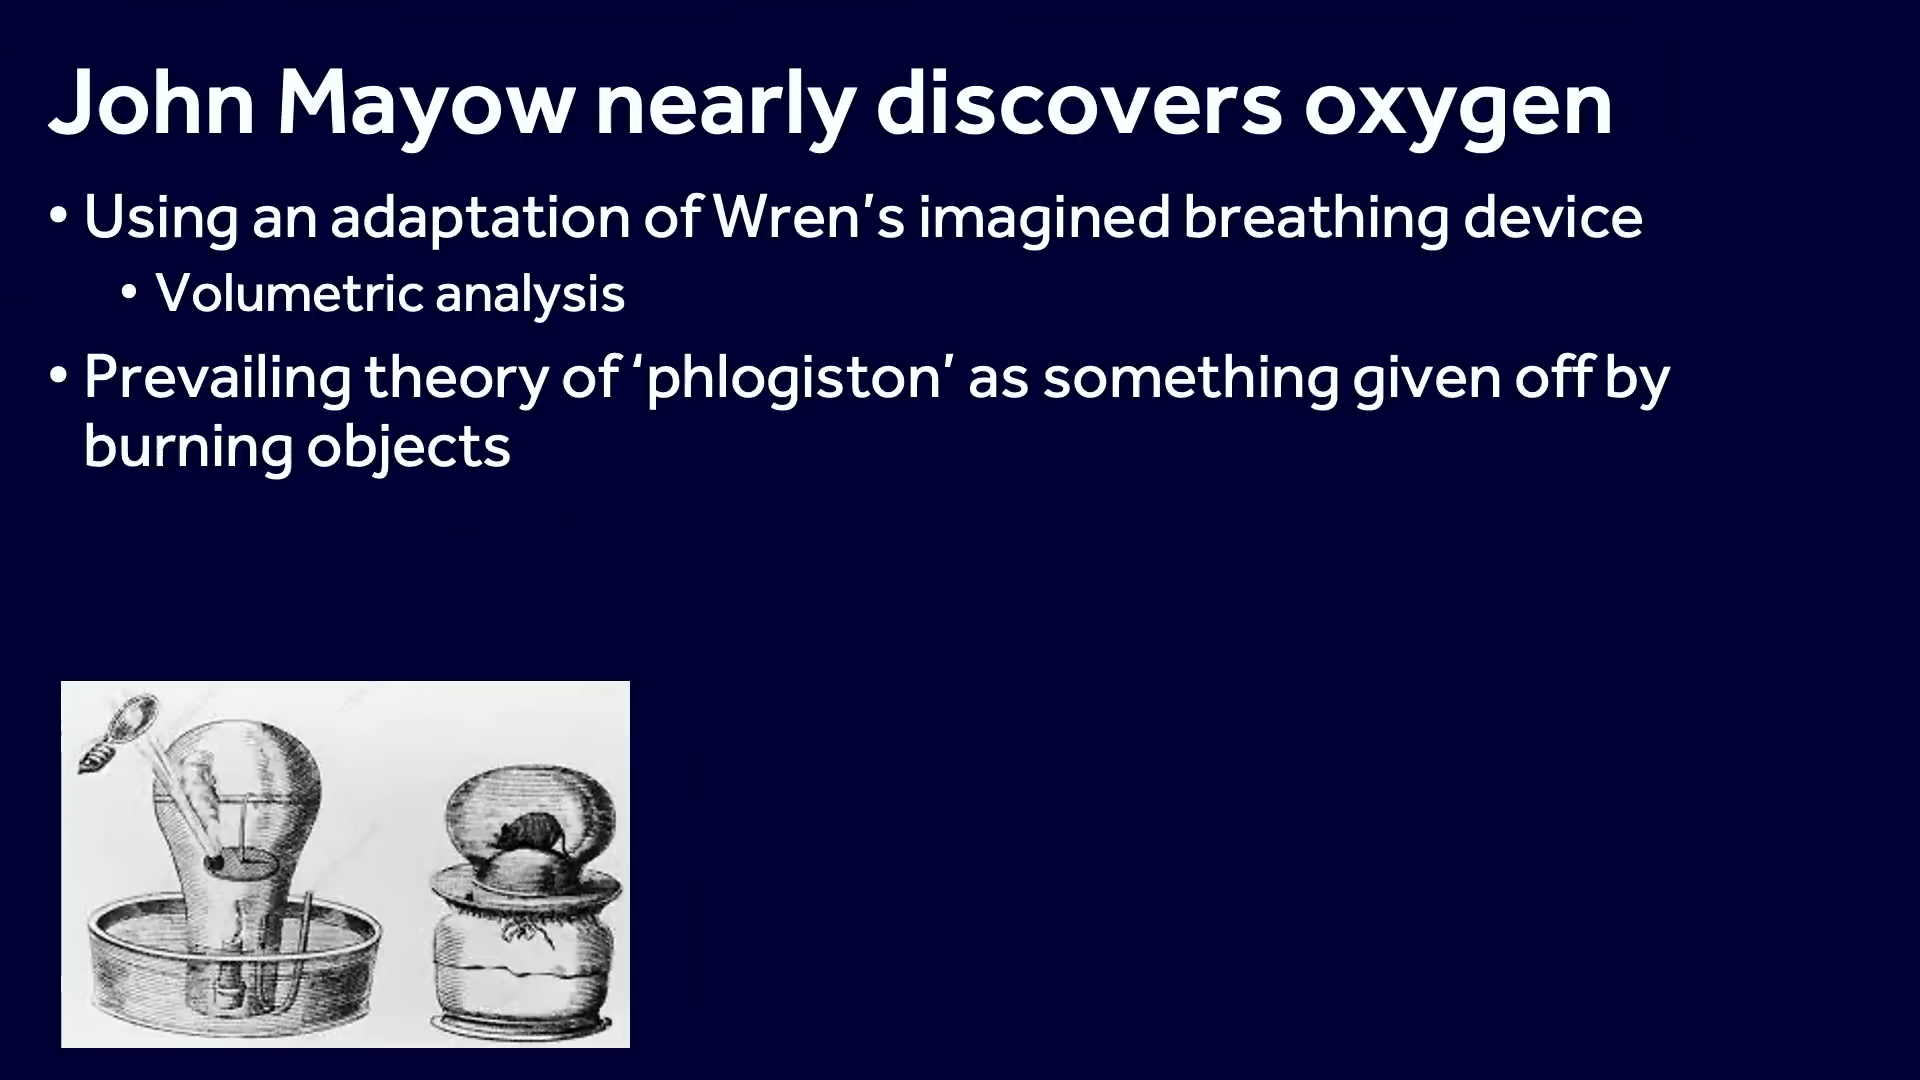 John Mayow nearly discovers oxygen
• Using an adaptation of Wren’s imagined breathing device
• Volumetric analysis
• Prevailing theory of ‘phlogiston’ as something given off by
burning objects